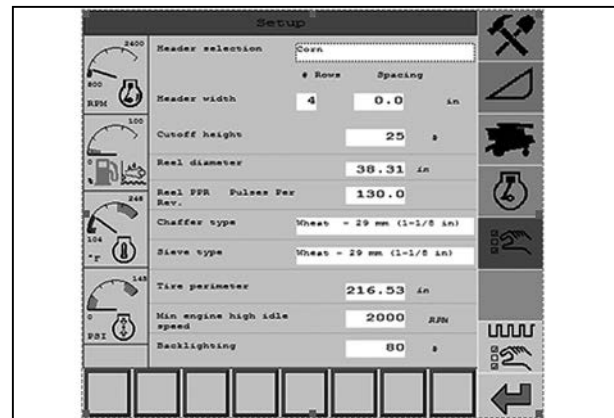 Setup
2400
800
RPM
Header selection Corn
# Rows Spacing
Header width 4 0.0 in
100
0
%
Cutoff height 25
Reel diameter 38.31 in
Reel PPR Pulses Per
Rev. 130.0
248
104
°F
Chaffer type Wheat - 29 mm (1-1/8 in)
Sieve type Wheat - 29 mm (1-1/8 in)
145
0
PSI
Tire perimeter 216.53 in
Min engine high idle
speed 2000 RPM
Backlighting 80